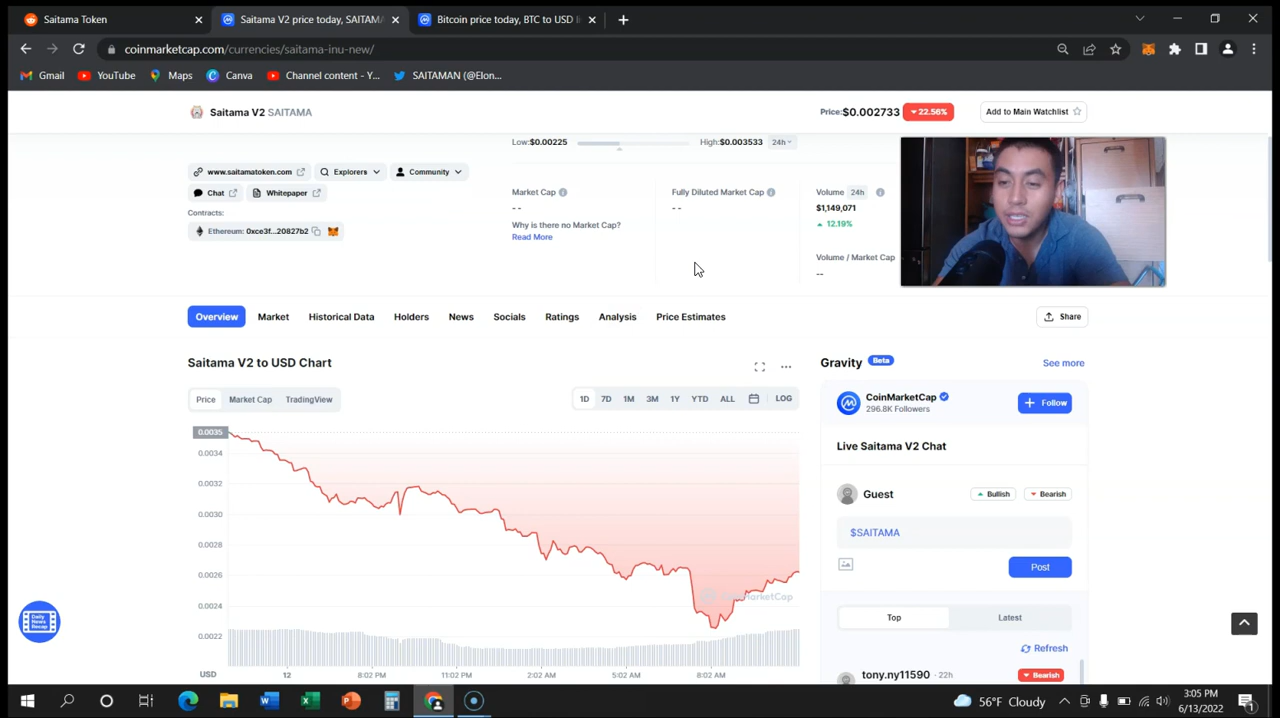 Saitama Token
Saitama V2 price today, SAITAMA
Bitcoin price today, BTC to USD li
coinmarketcap.com/currencies/saitama-inu-new/
Gmail
YouTube
Maps
Canva
Channel content - Y...
SAITAMAN (@Elon...
Saitama V2 SAITAMA
Price:$0.002733
22.56%
Add to Main Watchlist
Low:$0.00225
High:$0.003533
24h
www.saitamatoken.com
Explorers
Community
Chat
Whitepaper
Contracts:
Ethereum: 0xce3f...20827b2
Market Cap
- -
Why is there no Market Cap?
Read More
Fully Diluted Market Cap
- -
Volume 24h
$1,149,071
12.19%
Volume / Market Cap
--
Overview
Market
Historical Data
Holders
News
Socials
Ratings
Analysis
Price Estimates
Share
Saitama V2 to USD Chart
Price
Market Cap
TradingView
1D
7D
1M
3M
1Y
YTD
ALL
LOG
0.0035
0.0034
0.0032
0.0030
0.0028
0.0026
0.0024
0.0022
CoinMarketCap
USD
12
8:02 PM
11:02 PM
2:02 AM
5:02 AM
8:02 AM
Gravity Beta
See more
CoinMarketCap
296.8K Followers
+ Follow
Live Saitama V2 Chat
Guest
Bullish
Bearish
$SAITAMA
Post
Top
Latest
Refresh
tony.ny11590 · 22h
Bearish
Daily
News
Recap
56°F Cloudy
3:05 PM
6/13/2022
1